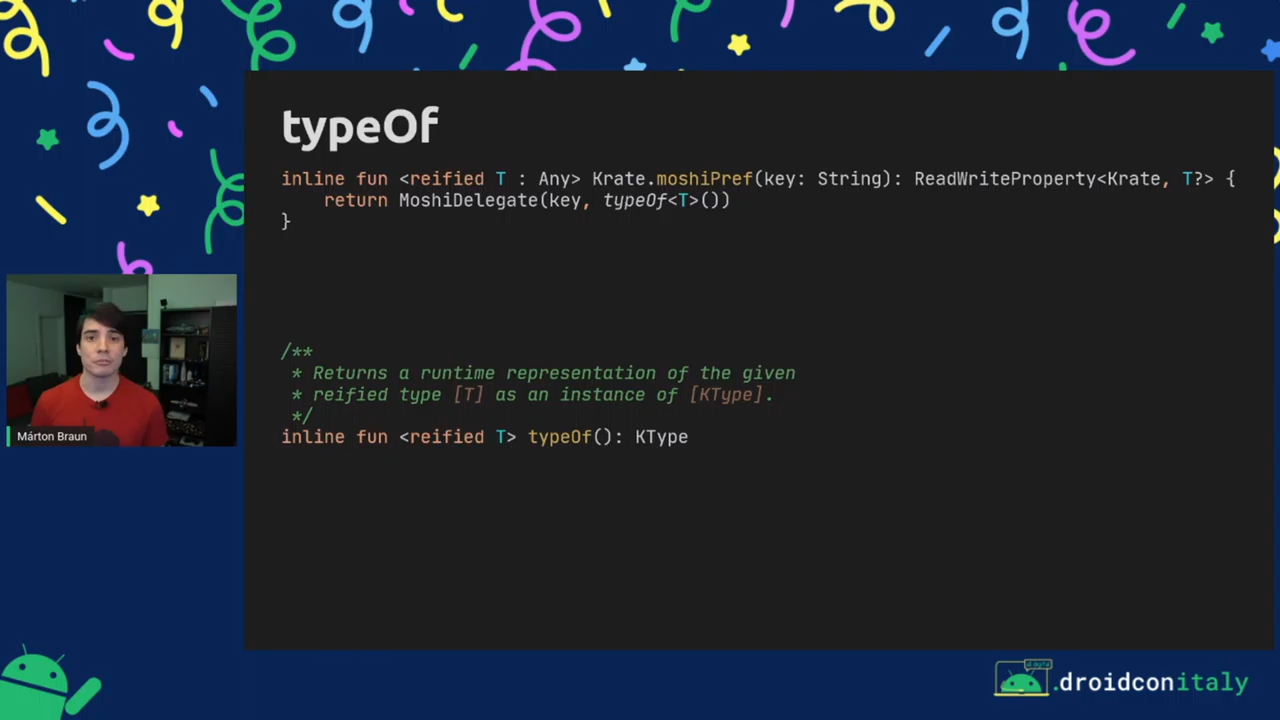 typeOf
inline fun <reified T : Any> Krate.moshiPref(key: String): ReadWriteProperty<Krate, T?> {
    return MoshiDelegate(key, typeOf<T>())
}
/**
 * Returns a runtime representation of the given
 * reified type [T] as an instance of [KType].
 */
inline fun <reified T> typeOf(): KType
Márton Braun
.droidconitaly